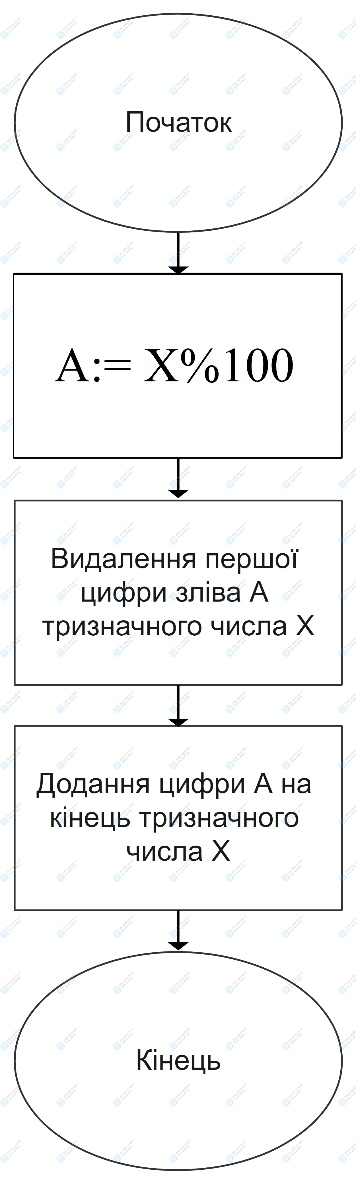 Початок
A:= X%100
Видалення першої
цифри зліва А
тризначного числа Х
Додання цифри А на
кінець тризначного
числа Х
Кінець